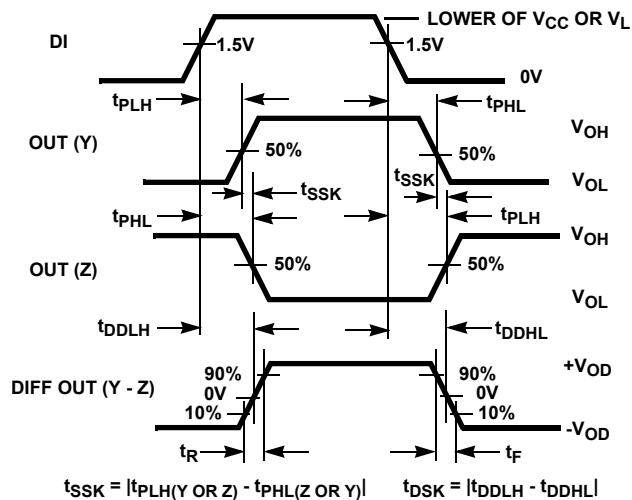 LOWER OF VCC OR VL
DI
1.5V
1.5V
0V
tPLH
tPHL
OUT (Y)
50%
50%
VOH
tSSK
tSSK
VOL
tPHL
tPLH
VOH
OUT (Z)
50%
50%
VOL
tDDLH
tDDHL
DIFF OUT (Y - Z)
90%
0V
10%
90%
0V
10%
+VOD
-VOD
tR
tF
tSSK = |tPLH(Y OR Z) - tPHL(Z OR Y)|
tDSK = |tDDLH - tDDHL|